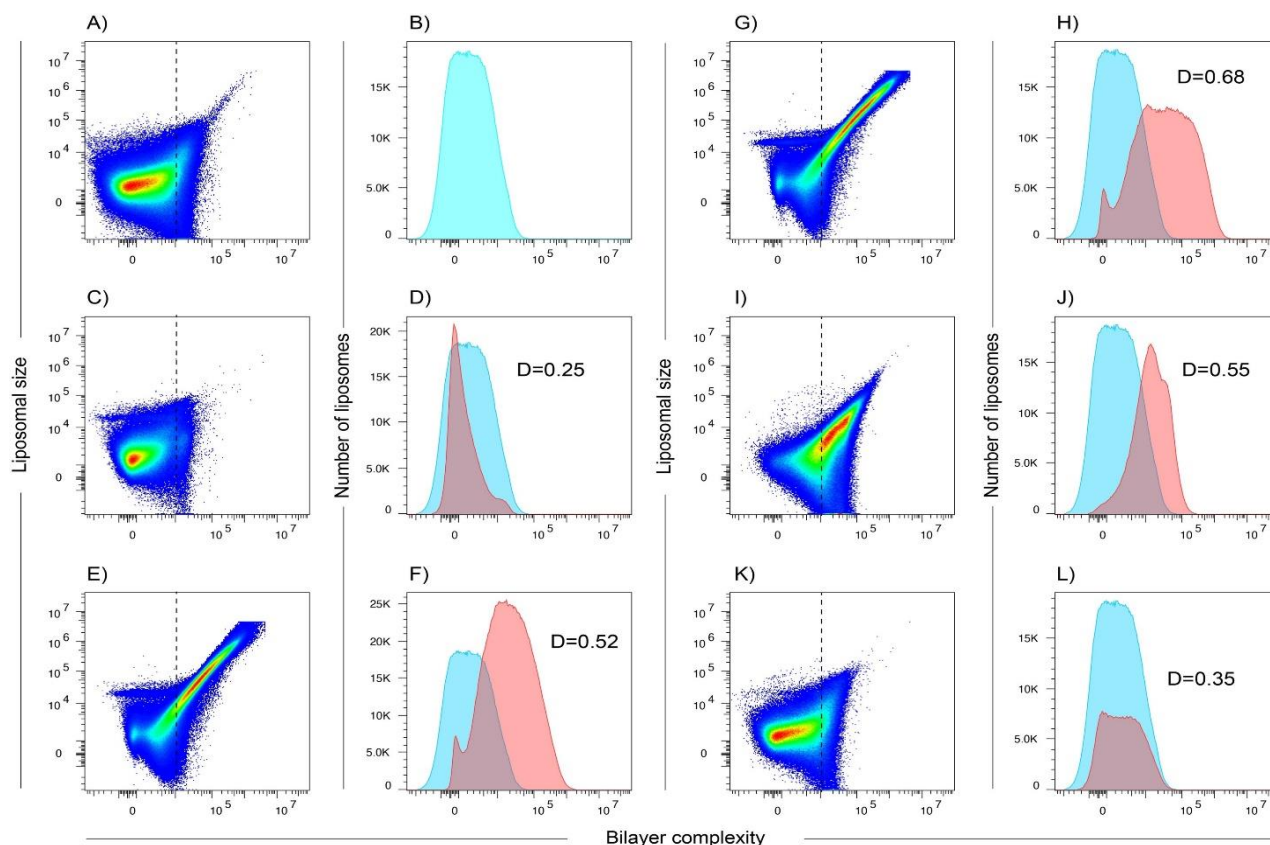 A)
Liposomal size
10^7
10^6
10^5
10^4
0
0 10^5 10^7
B)
Number of liposomes
15K
10K
5.0K
0
0 10^5 10^7
G)
Liposomal size
10^7
10^6
10^5
10^4
0
0 10^5 10^7
H)
Number of liposomes
D=0.68
15K
10K
5.0K
0
0 10^5 10^7
C)
10^7
10^6
10^5
10^4
0
0 10^5 10^7
D)
D=0.25
20K
15K
10K
5.0K
0
0 10^5 10^7
I)
10^7
10^6
10^5
10^4
0
0 10^5 10^7
J)
D=0.55
15K
10K
5.0K
0
0 10^5 10^7
E)
10^7
10^6
10^5
10^4
0
0 10^5 10^7
F)
D=0.52
25K
20K
15K
10K
5.0K
0
0 10^5 10^7
K)
10^7
10^6
10^5
10^4
0
0 10^5 10^7
L)
D=0.35
15K
10K
5.0K
0
0 10^5 10^7
Bilayer complexity